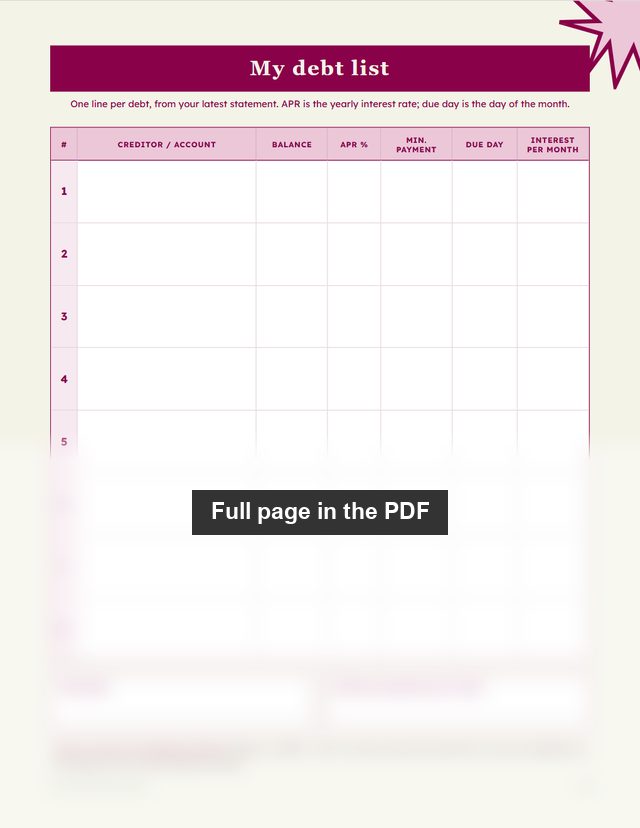 My debt list
One line per debt, from your latest statement. APR is the yearly interest rate; due day is the day of the month.
# CREDITOR / ACCOUNT BALANCE APR % MIN. PAYMENT DUE DAY INTEREST PER MONTH
1
2
3
4
5
Full page in the PDF